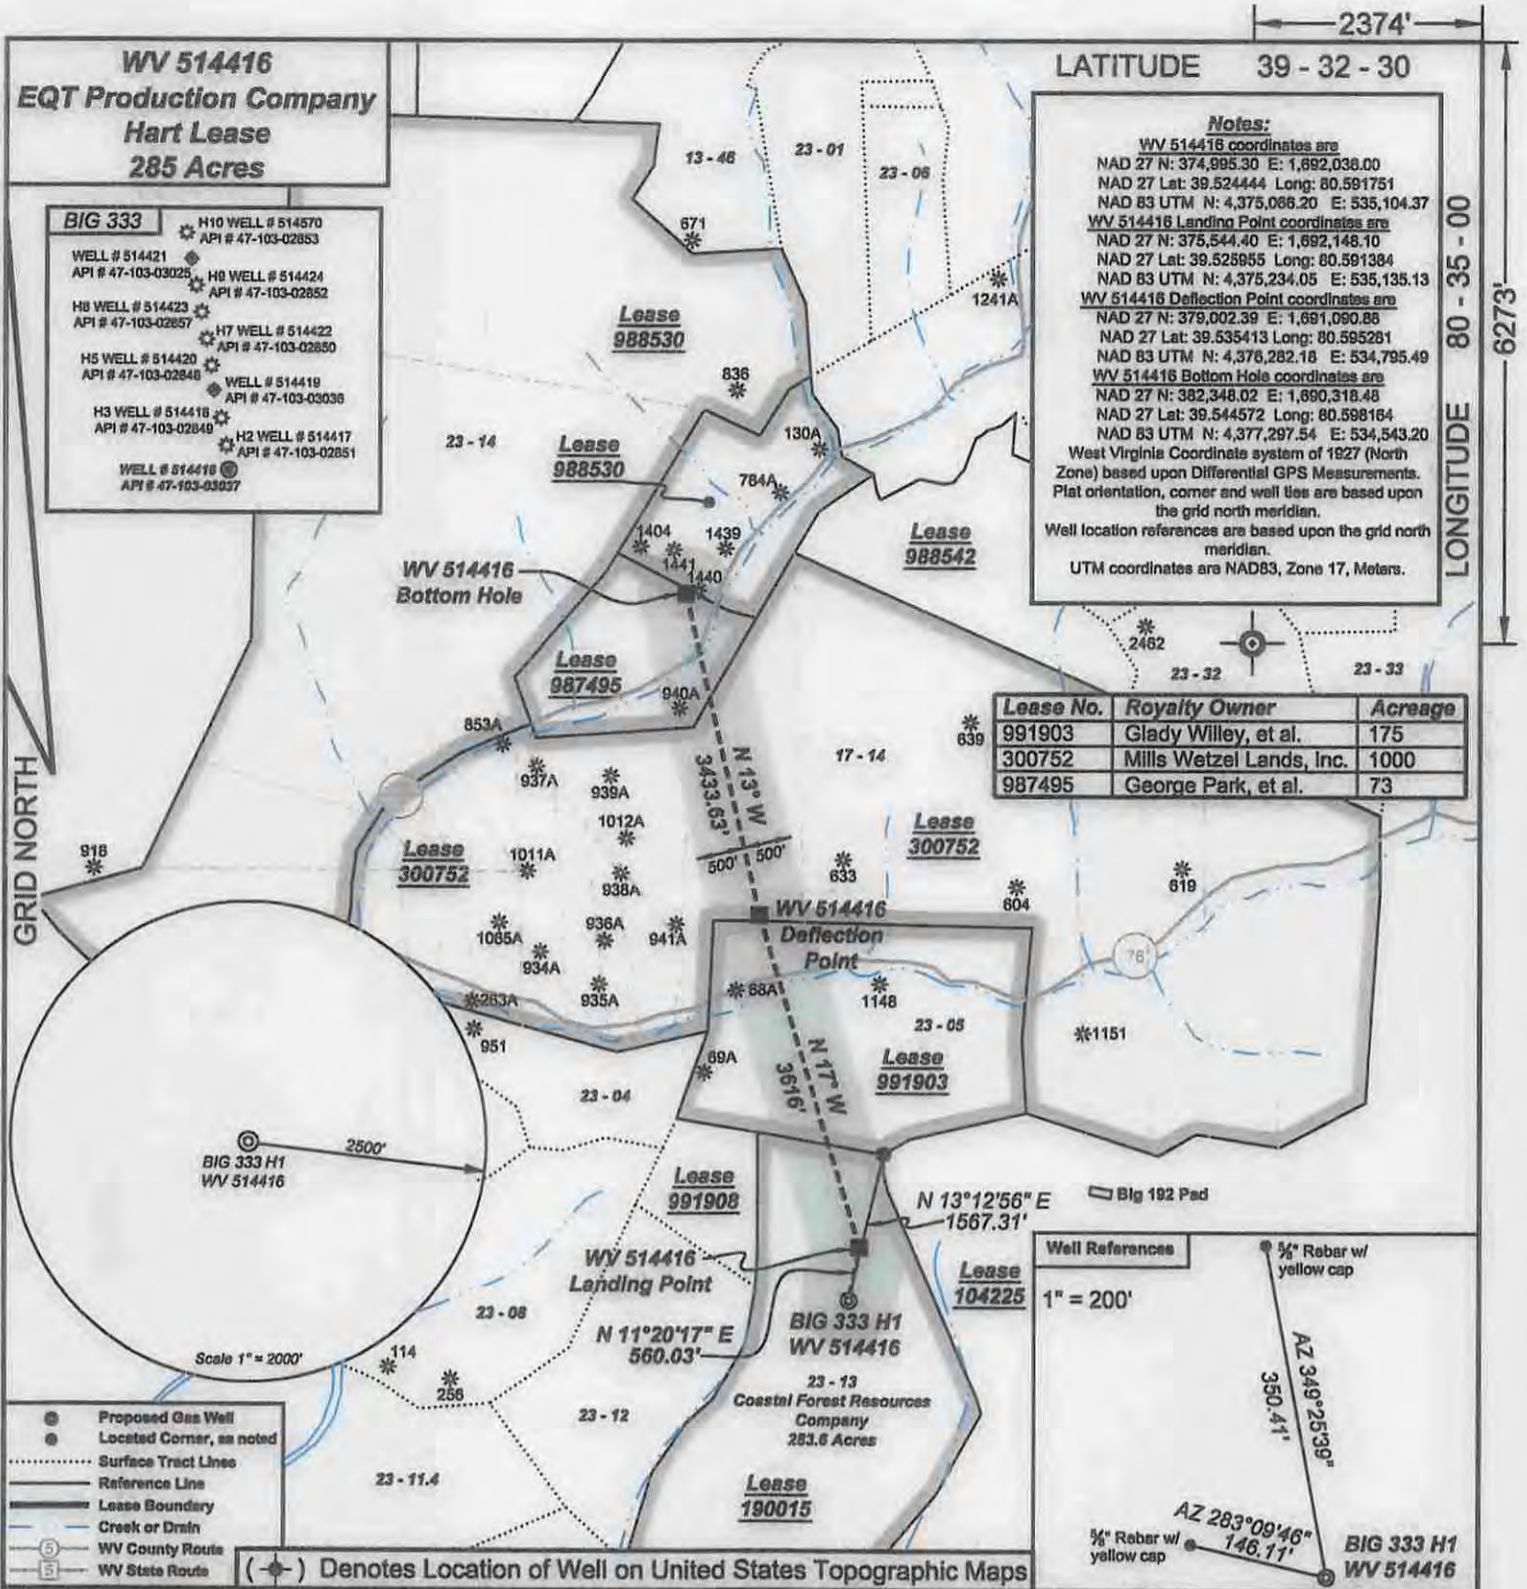 2374'
WV 514416
EQT Production Company
Hart Lease
285 Acres
LATITUDE 39 - 32 - 30
LONGITUDE 80 - 35 - 00
6273'
Notes:
WV 514416 coordinates are
NAD 27 N: 374,995.30 E: 1,692,038.00
NAD 27 Lat: 39.524444 Long: 80.591751
NAD 83 UTM N: 4,375,066.20 E: 535,104.37
WV 514416 Landing Point coordinates are
NAD 27 N: 375,544.40 E: 1,692,148.10
NAD 27 Lat: 39.525955 Long: 80.591384
NAD 83 UTM N: 4,375,234.05 E: 535,135.13
WV 514416 Deflection Point coordinates are
NAD 27 N: 379,002.39 E: 1,691,090.88
NAD 27 Lat: 39.535413 Long: 80.595281
NAD 83 UTM N: 4,376,282.18 E: 534,795.49
WV 514416 Bottom Hole coordinates are
NAD 27 N: 382,348.02 E: 1,690,318.48
NAD 27 Lat: 39.544572 Long: 80.598164
NAD 83 UTM N: 4,377,297.54 E: 534,543.20
West Virginia Coordinate system of 1927 (North
Zone) based upon Differential GPS Measurements.
Plat orientation, corner and well ties are based upon
the grid north meridian.
Well location references are based upon the grid north
meridian.
UTM coordinates are NAD83, Zone 17, Meters.
BIG 333
H10 WELL # 514570
API # 47-103-02853
WELL # 514421
API # 47-103-03025
H9 WELL # 514424
API # 47-103-02852
H8 WELL # 514423
API # 47-103-02857
H7 WELL # 514422
API # 47-103-02850
H5 WELL # 514420
API # 47-103-02848
WELL # 514419
API # 47-103-03036
H3 WELL # 514418
API # 47-103-02849
H2 WELL # 514417
API # 47-103-02851
WELL # 514416
API # 47-103-03037
13 - 46
23 - 01
23 - 06
671
1241A
Lease
988530
836
23 - 14
Lease
988530
130A
784A
1404
1439
1441
1440
Lease
988542
WV 514416
Bottom Hole
2462
23 - 32
23 - 33
Lease
987495
940A
853A
639
Lease No. Royalty Owner Acreage
991903 Glady Willey, et al. 175
300752 Mills Wetzel Lands, Inc. 1000
987495 George Park, et al. 73
GRID NORTH
937A
939A
N 13° W
3433.63'
17 - 14
1012A
918
Lease
300752
1011A
938A
500' 500'
633
Lease
300752
619
604
1065A
936A
941A
934A
935A
WV 514416
Deflection
Point
76
263A
951
68A
1148
23 - 05
1151
69A
N 17° W
3616'
Lease
991903
23 - 04
2500'
BIG 333 H1
WV 514416
Lease
991908
N 13°12'56" E
1567.31'
Big 192 Pad
WV 514416
Landing Point
Lease
104225
23 - 08
N 11°20'17" E
560.03'
BIG 333 H1
WV 514416
Scale 1" = 2000'
114
256
23 - 13
Coastal Forest Resources
Company
283.6 Acres
23 - 12
23 - 11.4
Lease
190015
Well References
1" = 200'
⅝" Rebar w/
yellow cap
AZ 349°25'39"
350.41'
AZ 283°09'46"
146.11'
⅝" Rebar w/
yellow cap
BIG 333 H1
WV 514416
Proposed Gas Well
Located Corner, as noted
Surface Tract Lines
Reference Line
Lease Boundary
Creek or Drain
5 WV County Route
5 WV State Route
( ) Denotes Location of Well on United States Topographic Maps